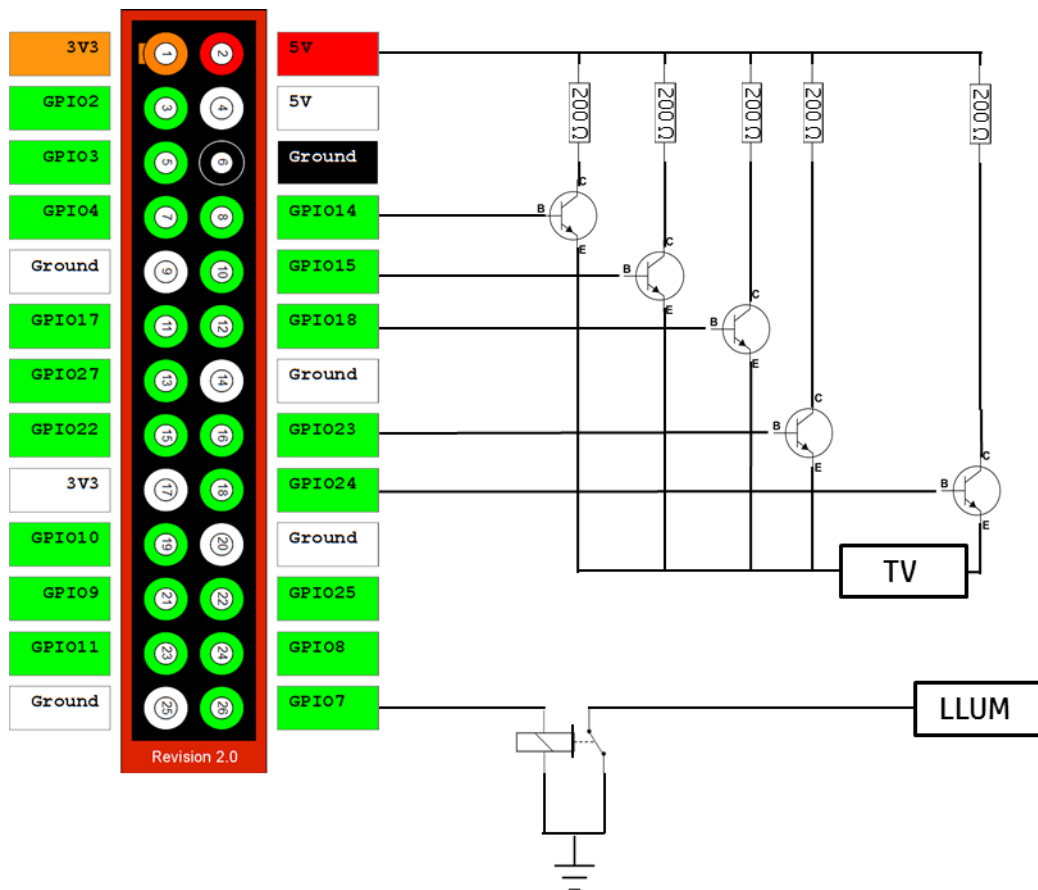 3V3
1
2
5V
GPIO2
3
4
5V
GPIO3
5
6
Ground
GPIO4
7
8
GPIO14
Ground
9
10
GPIO15
GPIO17
11
12
GPIO18
GPIO27
13
14
Ground
GPIO22
15
16
GPIO23
3V3
17
18
GPIO24
GPIO10
19
20
Ground
GPIO9
21
22
GPIO25
GPIO11
23
24
GPIO8
Ground
25
26
GPIO7
Revision 2.0
200Ω
200Ω
200Ω
200Ω
200Ω
C
B
E
C
B
E
C
B
E
C
B
E
C
B
E
TV
LLUM